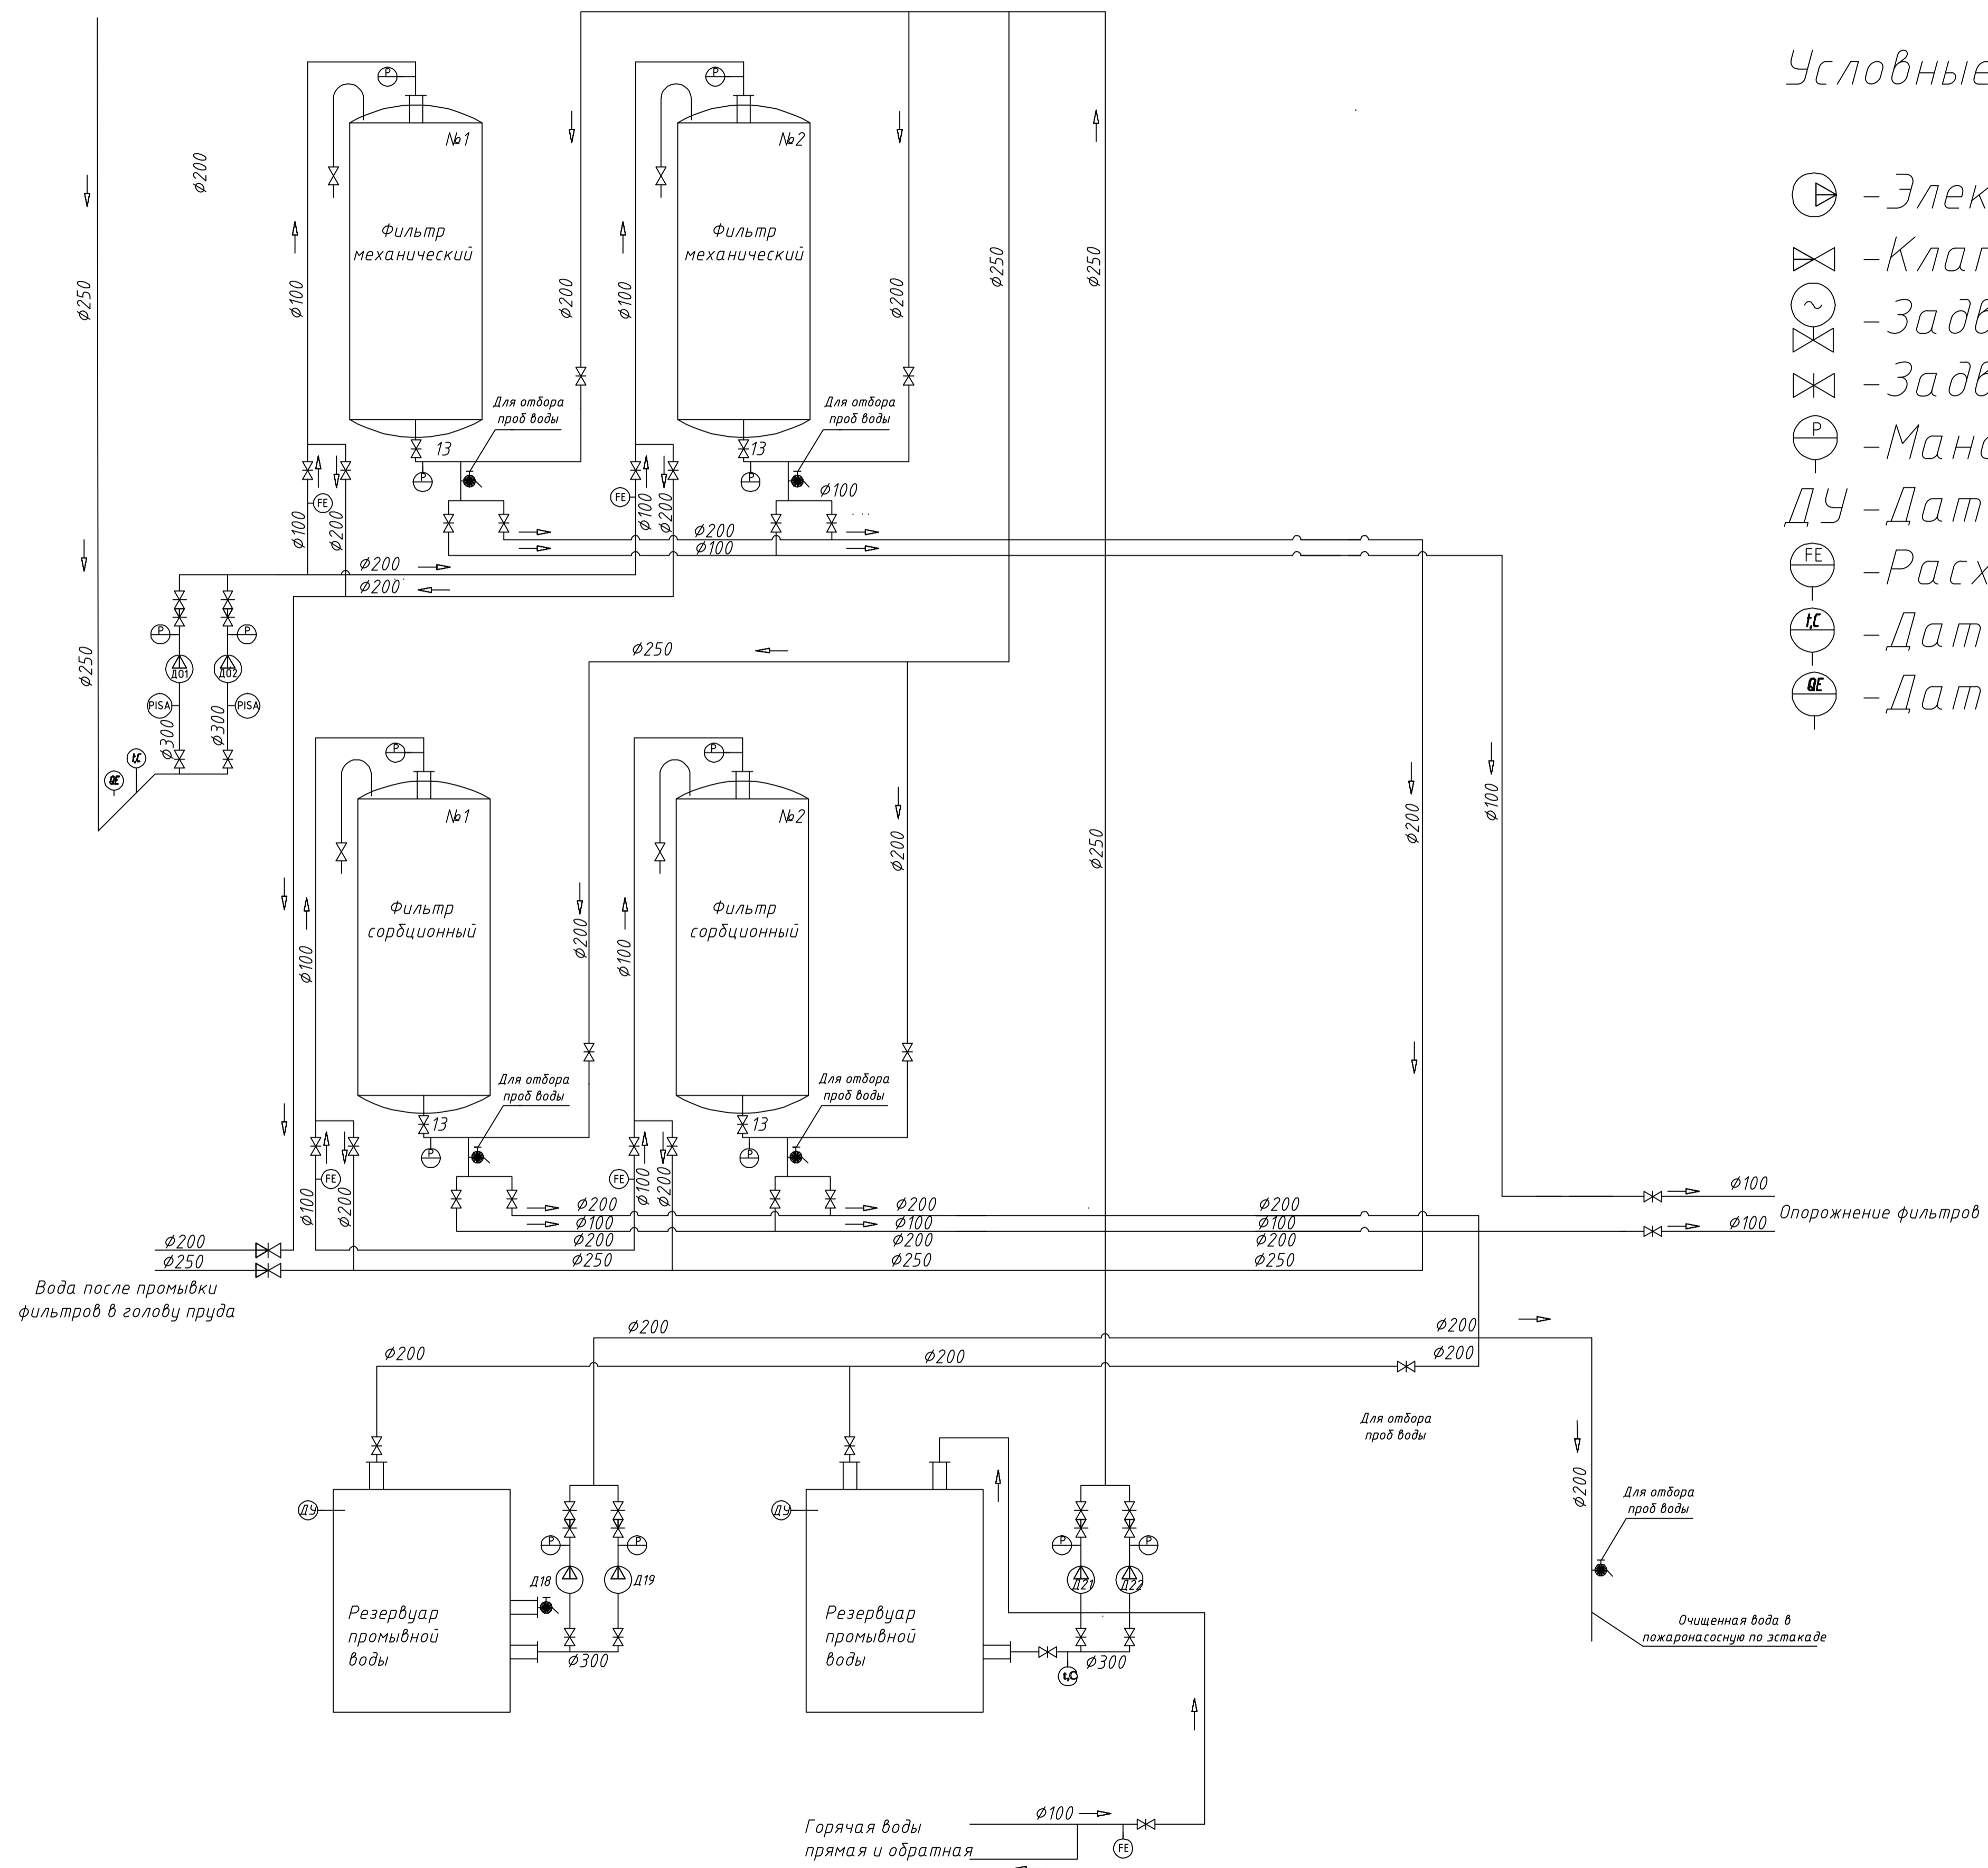 Условные
-Элек
-Клап
-Задв
-Задв
P -Мано
ДУ -Дат
FE -Расх
t,C -Дат
QE -Дат
P
P
№1
№2
ø200
Фильтр
механический
Фильтр
механический
ø250
ø100
ø200
ø100
ø200
ø250
ø250
Для отбора
проб воды
Для отбора
проб воды
13
13
P
P
ø100
FE
FE
ø100
ø200
ø100
ø200
ø200
ø100
ø200
ø200
P
P
ø250
ø250
Д01
Д02
PISA
PISA
ø300
ø300
t,C
QE
P
P
№1
№2
ø200
ø250
ø200
ø100
Фильтр
сорбционный
Фильтр
сорбционный
ø100
ø200
ø100
Для отбора
проб воды
Для отбора
проб воды
13
13
P
P
FE
FE
ø100
ø200
ø100
ø200
ø200
ø200
ø200
ø100
ø100
ø100
ø200
ø200
ø200
ø250
ø250
ø250
ø100
Опорожнение фильтров
ø100
ø200
ø250
Вода после промывки
фильтров в голову пруда
ø200
ø200
ø200
ø200
ø200
Для отбора
проб воды
ø200
Для отбора
проб воды
ДУ
ДУ
P
P
P
P
Д18
Д19
Д21
Д22
Резервуар
промывной
воды
Резервуар
промывной
воды
ø300
ø300
t,C
Очищенная вода в
пожаронасосную по эстакаде
ø100
Горячая воды
прямая и обратная
FE